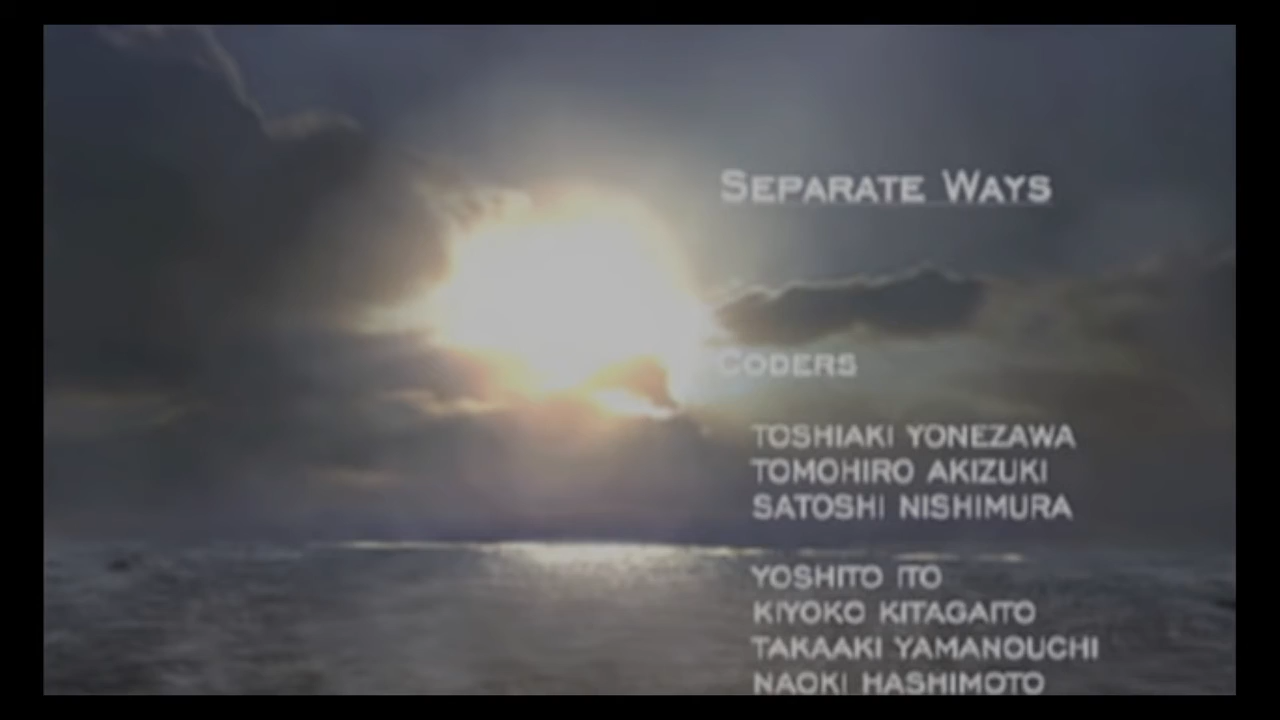 SEPARATE WAYS
CODERS
TOSHIAKI YONEZAWA
TOMOHIRO AKIZUKI
SATOSHI NISHIMURA
YOSHITO ITO
KIYOKO KITAGAITO
TAKAAKI YAMANOUCHI
NAOKI HASHIMOTO